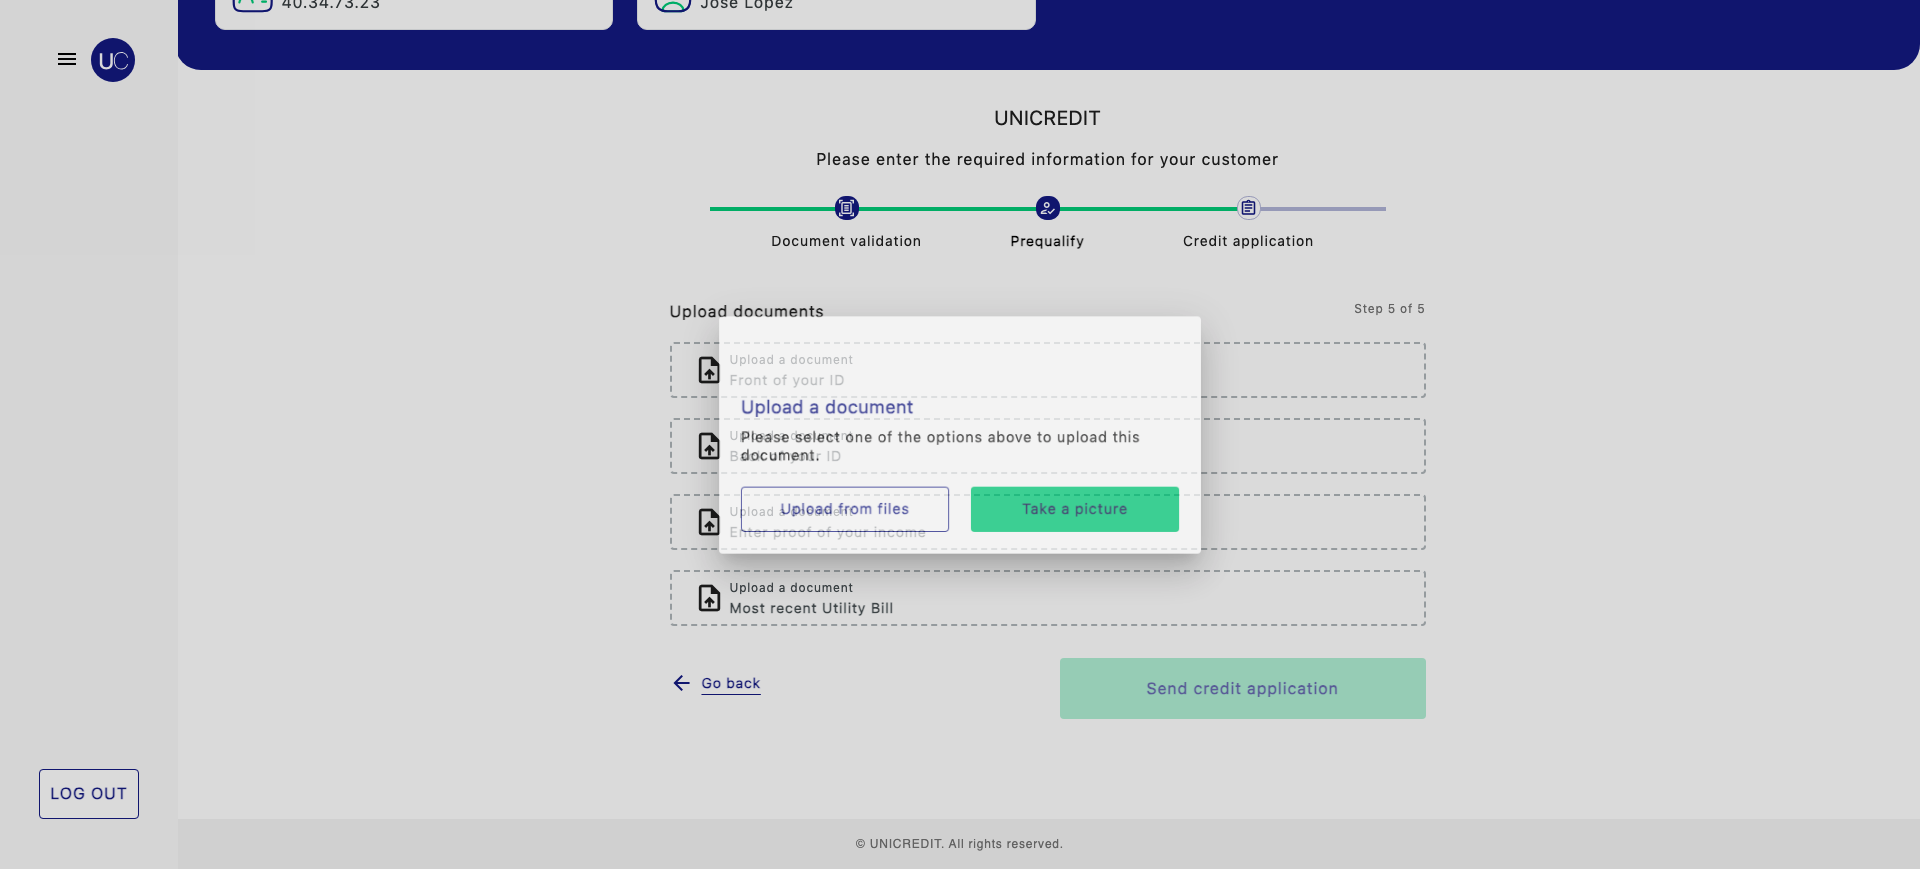 40.34.73.23
Jose Lopez
UC
UNICREDIT
Please enter the required information for your customer
Document validation
Prequalify
Credit application
Upload documents
Step 5 of 5
Upload a document
Front of your ID
Upload a document
Upload a document
Please select one of the options above to upload this
document.
Back of your ID
Upload from files
Take a picture
Upload a document
Enter proof of your income
Upload a document
Most recent Utility Bill
Go back
Send credit application
LOG OUT
© UNICREDIT. All rights reserved.